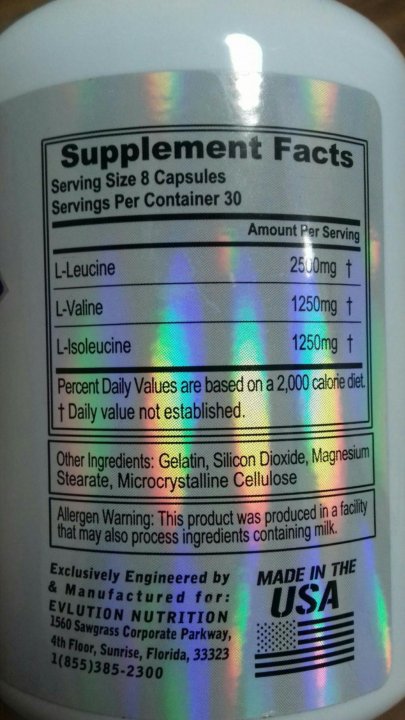 Supplement Facts
Serving Size 8 Capsules
Servings Per Container 30
Amount Per Serving
L-Leucine 2500mg †
L-Valine 1250mg †
L-Isoleucine 1250mg †
Percent Daily Values are based on a 2,000 calorie diet.
† Daily value not established.
Other Ingredients: Gelatin, Silicon Dioxide, Magnesium
Stearate, Microcrystalline Cellulose
Allergen Warning: This product was produced in a facility
that may also process ingredients containing milk.
Exclusively Engineered by
& Manufactured for:
EVLUTION NUTRITION
1560 Sawgrass Corporate Parkway,
4th Floor, Sunrise, Florida, 33323
1(855)385-2300
MADE IN THE
USA